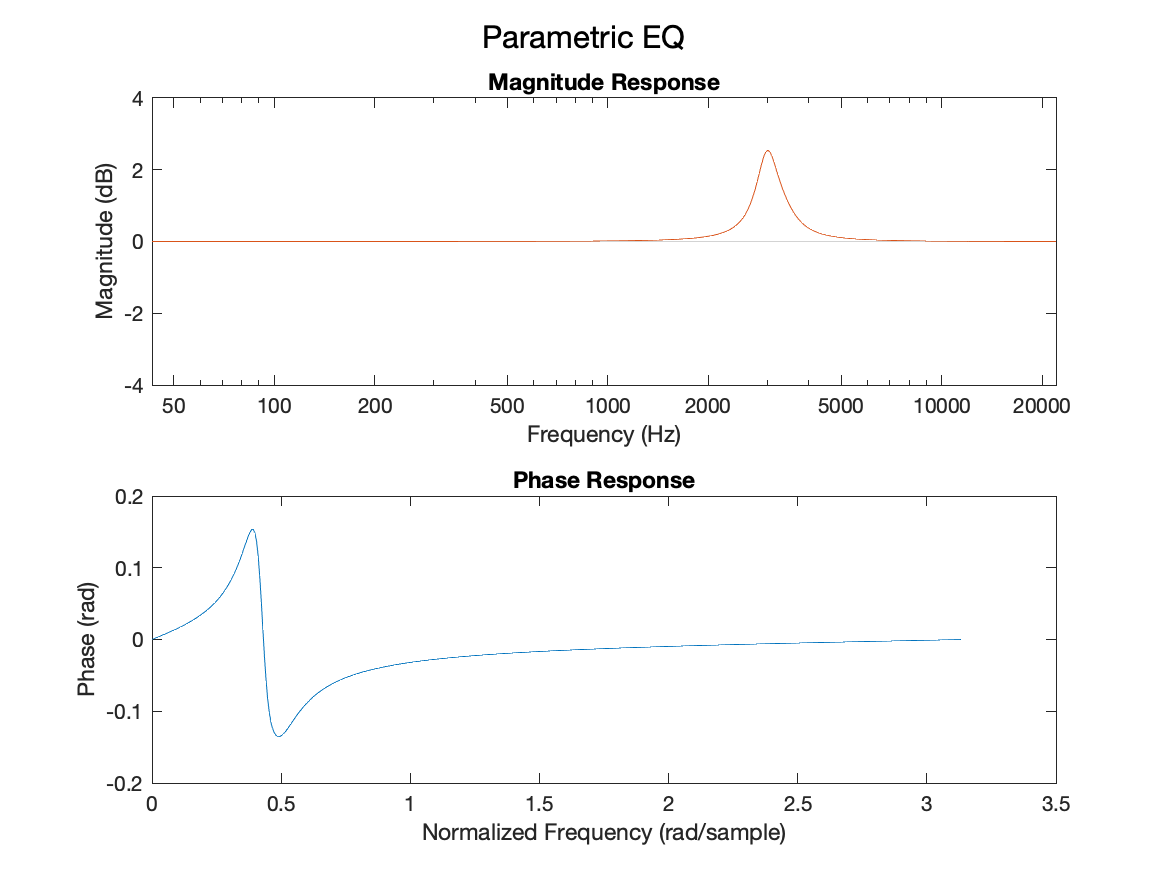 Parametric EQ
Magnitude Response
4
2
0
-2
-4
Magnitude (dB)
50 100 200 500 1000 2000 5000 10000 20000
Frequency (Hz)
Phase Response
0.2
0.1
0
-0.1
-0.2
Phase (rad)
0 0.5 1 1.5 2 2.5 3 3.5
Normalized Frequency (rad/sample)